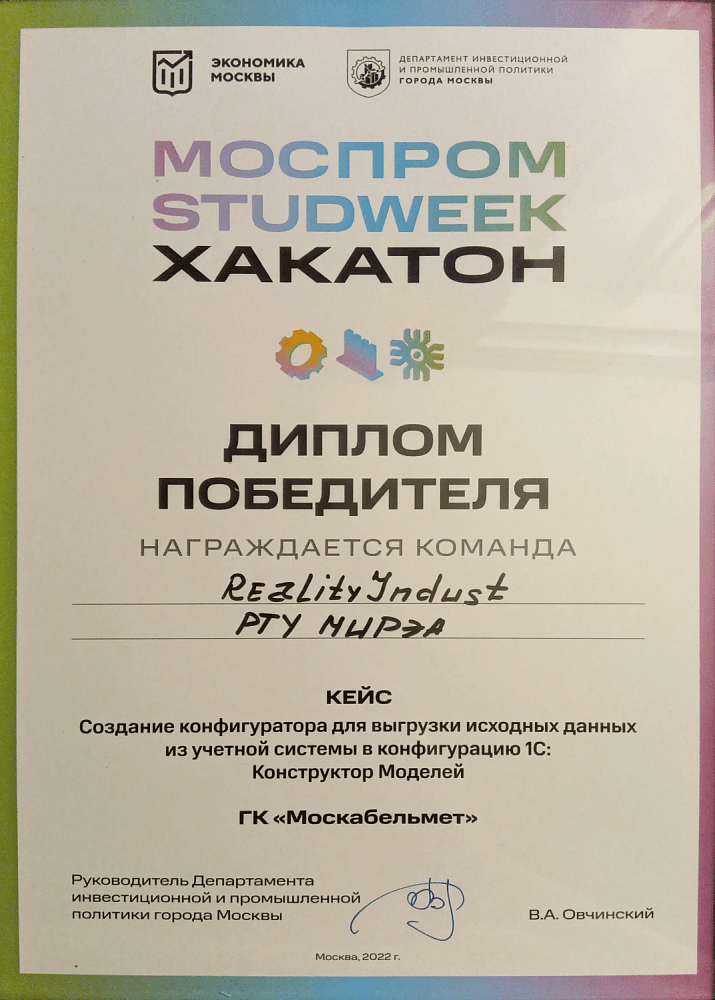 ЭКОНОМИКА
МОСКВЫ
ДЕПАРТАМЕНТ ИНВЕСТИЦИОННОЙ
И ПРОМЫШЛЕННОЙ ПОЛИТИКИ
ГОРОДА МОСКВЫ
МОСПРОМ
STUDWEEK
ХАКАТОН
ДИПЛОМ
ПОБЕДИТЕЛЯ
НАГРАЖДАЕТСЯ КОМАНДА
REaLityIndust
РТУ МИРЭА
КЕЙС
Создание конфигуратора для выгрузки исходных данных
из учетной системы в конфигурацию 1С:
Конструктор Моделей
ГК «Москабельмет»
Руководитель Департамента
инвестиционной и промышленной
политики города Москвы
В.А. Овчинский
Москва, 2022 г.